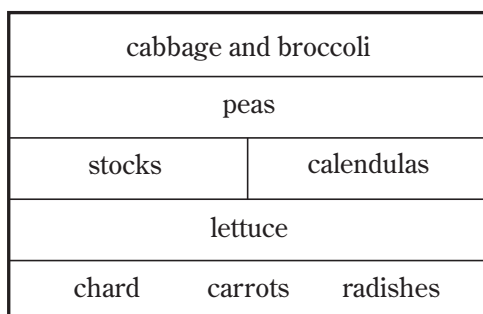 cabbage and broccoli
peas
stocks calendulas
lettuce
chard carrots radishes